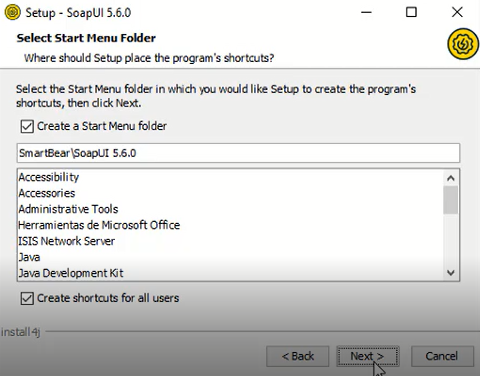 Setup - SoapUI 5.6.0
Select Start Menu Folder
Where should Setup place the program's shortcuts?
Select the Start Menu folder in which you would like Setup to create the program's
shortcuts, then click Next.
Create a Start Menu folder
SmartBear\SoapUI 5.6.0
Accessibility
Accessories
Administrative Tools
Herramientas de Microsoft Office
ISIS Network Server
Java
Java Development Kit
Create shortcuts for all users
install4j
< Back Next > Cancel